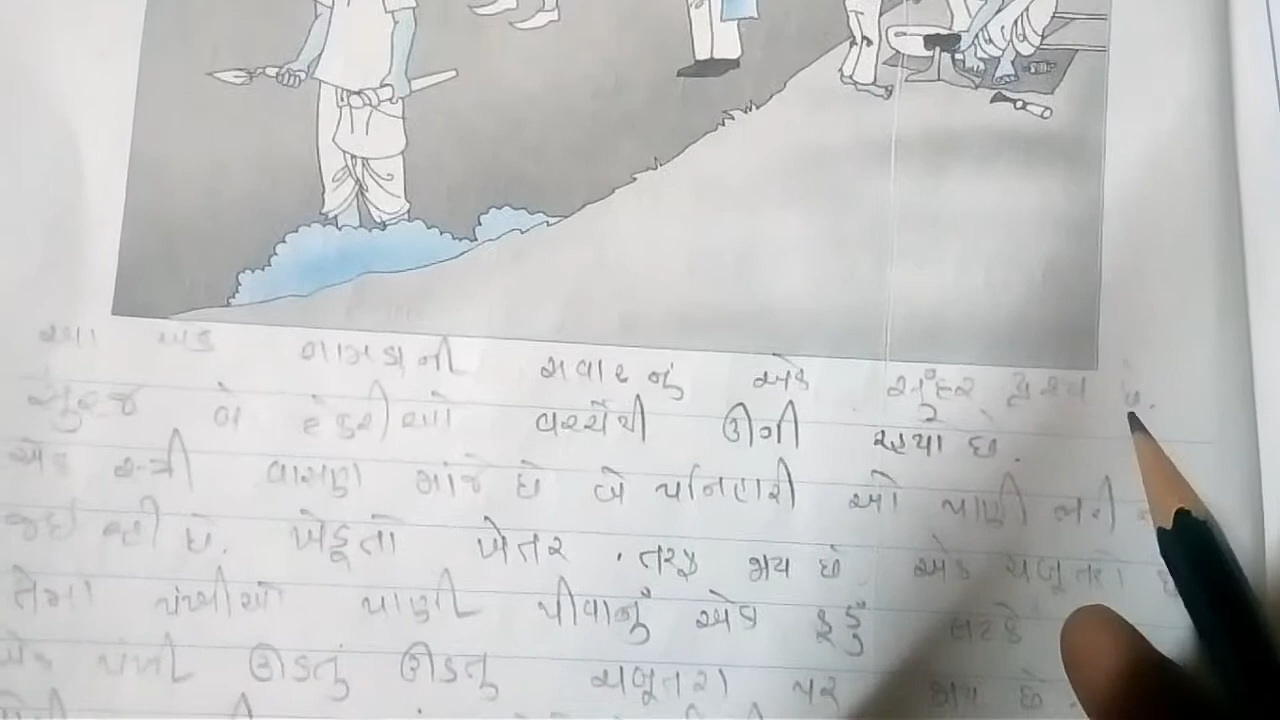 આ એક ગામડાની સવારનું એક સુંદર દ્રશ્ય છે.
સુરજ બે ટેકરીઓ વચ્ચેથી ઊગી રહ્યો છે.
એક સ્ત્રી વાસણ માંજે છે બે પનિહારી ઓ પાણી ભરી
જઈ રહી છે. ખેડૂતો ખેતર તરફ જાય છે એક ચબૂતરો છે
તેમા પંખીઓ પાણી પીવાનું એક કૂંડું લટકે
એક પંખી ઊડતું ઊડતુ ચબૂતરા પર જાય છે.